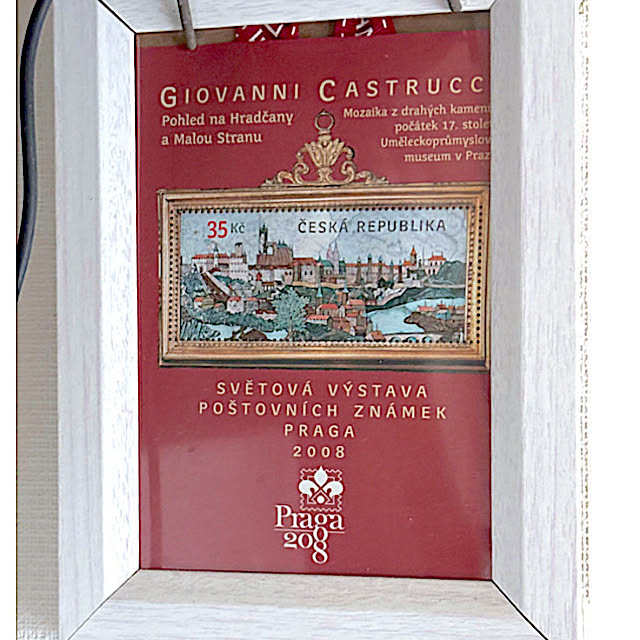 GIOVANNI CASTRUCC
Pohled na Hradčany
a Malou Stranu
Mozaika z drahých kamen
počátek 17. stole
Uměleckoprůmyslov
museum v Praz
35 Kč
ČESKÁ REPUBLIKA
SVĚTOVÁ VÝSTAVA
POŠTOVNÍCH ZNÁMEK
PRAGA
2008
Praga
2008